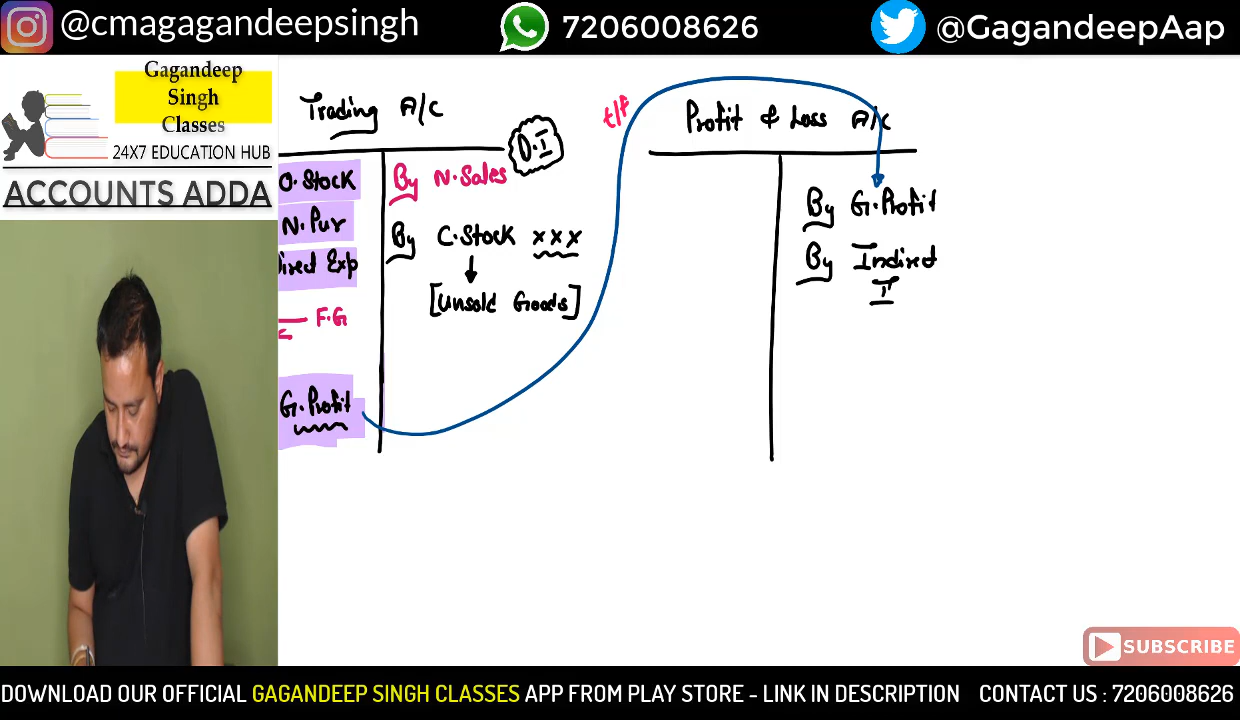 @cmagagandeepsingh
7206008626
@GagandeepAap
Gagandeep
Singh
Classes
24X7 EDUCATION HUB
ACCOUNTS ADDA
Trading A/C
D.I
O.Stock
N.Pur
irect Exp
F.G
G.Profit
By N.Sales
By C.Stock xxx
[Unsold Goods]
t/f
Profit & Loss A/C
By G.Profit
By Indirect
I
SUBSCRIBE
DOWNLOAD OUR OFFICIAL GAGANDEEP SINGH CLASSES APP FROM PLAY STORE - LINK IN DESCRIPTION CONTACT US : 7206008626